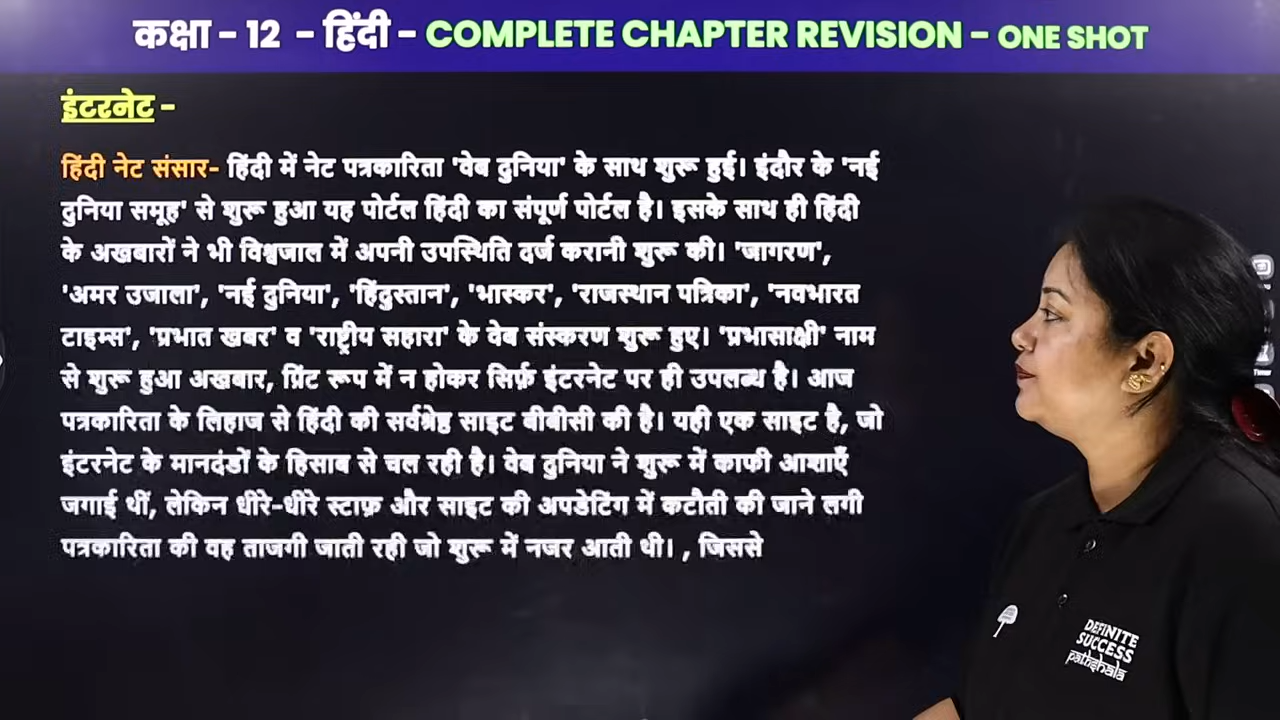 कक्षा - 12 - हिंदी - COMPLETE CHAPTER REVISION - ONE SHOT
इंटरनेट -
हिंदी नेट संसार- हिंदी में नेट पत्रकारिता 'वेब दुनिया' के साथ शुरू हुई। इंदौर के 'नई
दुनिया समूह' से शुरू हुआ यह पोर्टल हिंदी का संपूर्ण पोर्टल है। इसके साथ ही हिंदी
के अखबारों ने भी विश्वजाल में अपनी उपस्थिति दर्ज करानी शुरू की। 'जागरण',
'अमर उजाला', 'नई दुनिया', 'हिंदुस्तान', 'भास्कर', 'राजस्थान पत्रिका', 'नवभारत
टाइम्स', 'प्रभात खबर' व 'राष्ट्रीय सहारा' के वेब संस्करण शुरू हुए। 'प्रभासाक्षी' नाम
से शुरू हुआ अखबार, प्रिंट रूप में न होकर सिर्फ़ इंटरनेट पर ही उपलब्ध है। आज
पत्रकारिता के लिहाज से हिंदी की सर्वश्रेष्ठ साइट बीबीसी की है। यही एक साइट है, जो
इंटरनेट के मानदंडों के हिसाब से चल रही है। वेब दुनिया ने शुरू में काफी आशाएँ
जगाई थीं, लेकिन धीरे-धीरे स्टाफ़ और साइट की अपडेटिंग में कटौती की जाने लगी
पत्रकारिता की वह ताजगी जाती रही जो शुरू में नजर आती थी। , जिससे
DEFINITE
SUCCESS
pathshala